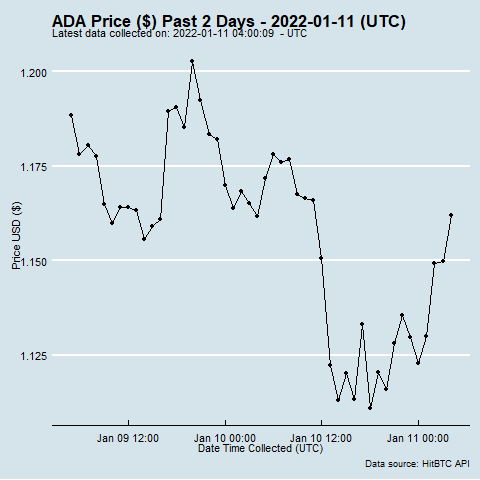 ADA Price ($) Past 2 Days - 2022-01-11 (UTC)
Latest data collected on: 2022-01-11 04:00:09 - UTC
1.200
1.175
1.150
1.125
Price USD ($)
Jan 09 12:00 Jan 10 00:00 Jan 10 12:00 Jan 11 00:00
Date Time Collected (UTC)
Data source: HitBTC API